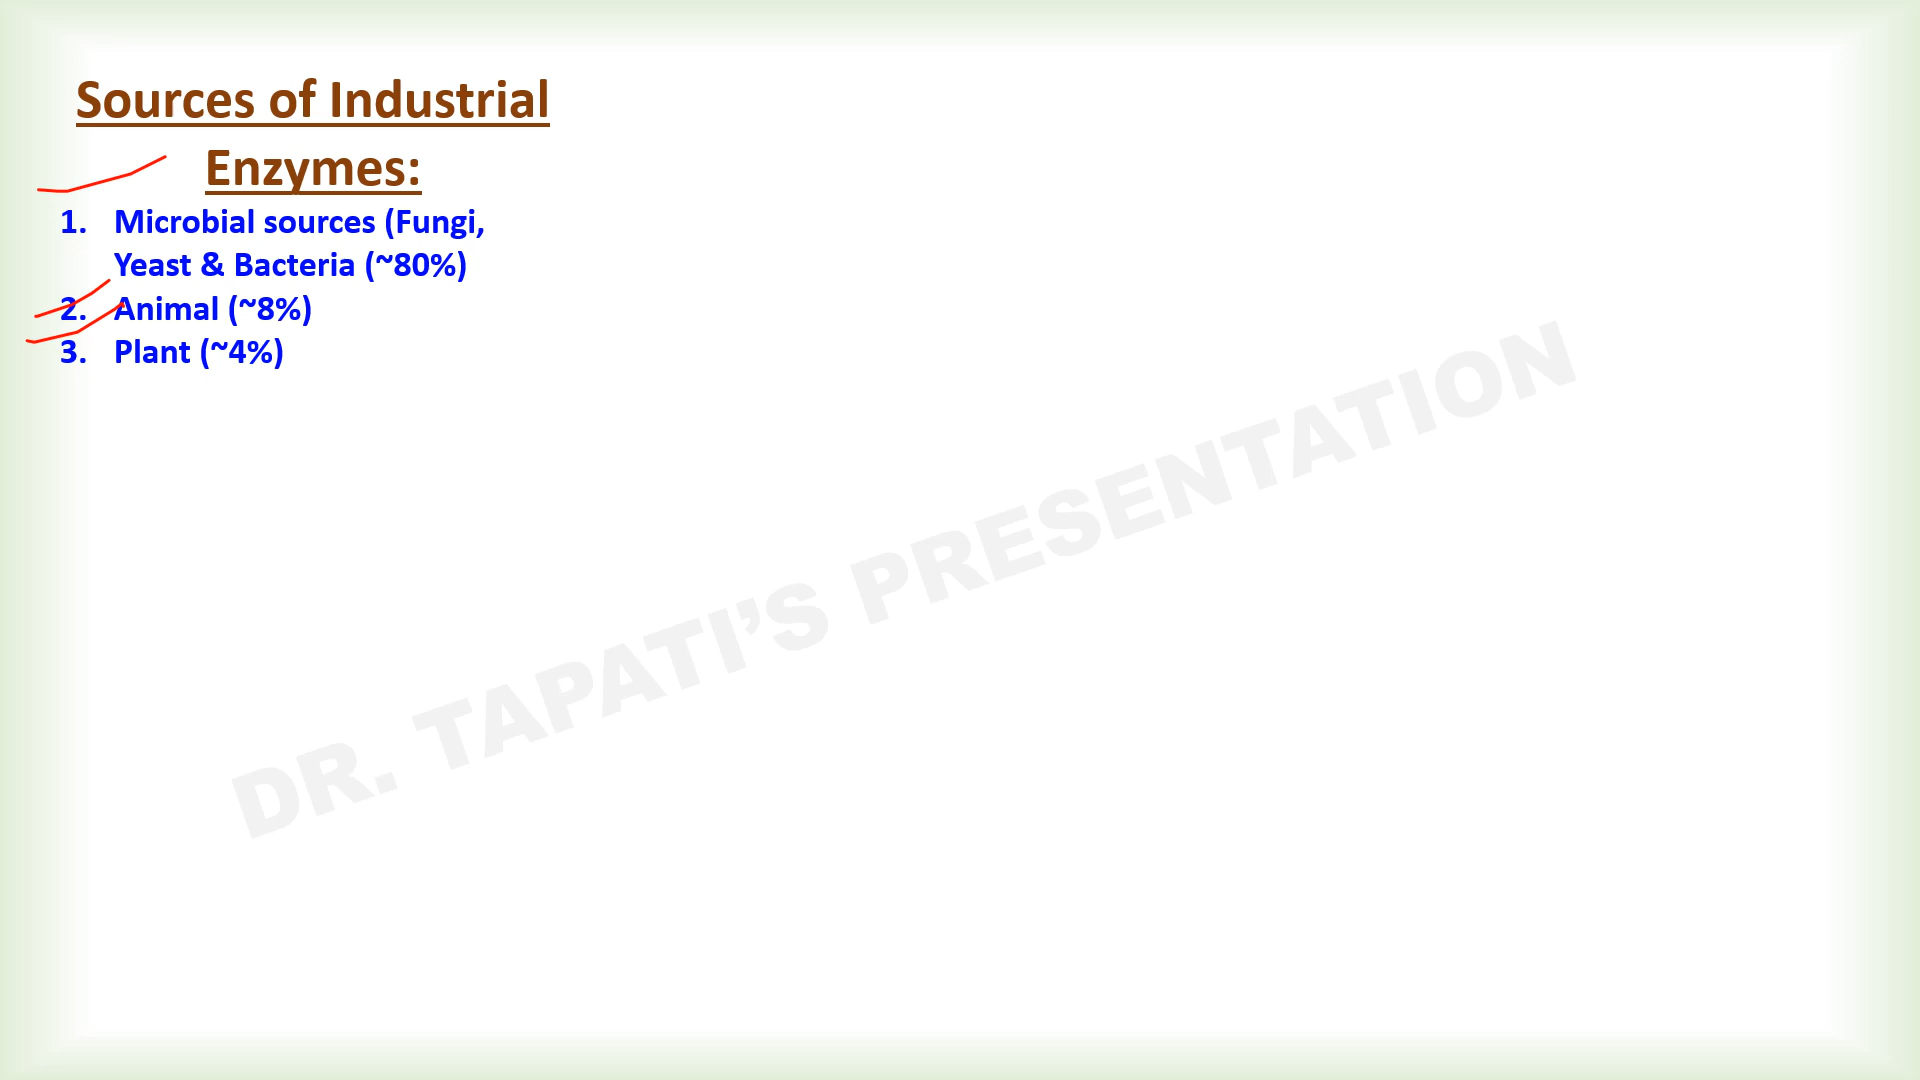 Sources of Industrial
Enzymes:
1. Microbial sources (Fungi,
Yeast & Bacteria (~80%)
2. Animal (~8%)
3. Plant (~4%)
DR. TAPATI’S PRESENTATION